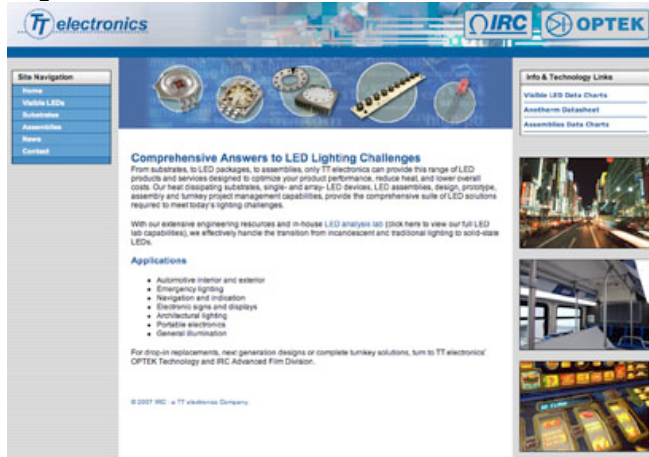 TT electronics
IRC
OPTEK
Site Navigation
Home
Visible LEDs
Substrates
Assemblies
News
Contact
Info & Technology Links
Visible LED Data Charts
Anotherm Datasheet
Assemblies Data Charts
Comprehensive Answers to LED Lighting Challenges
From substrates, to LED packages, to assemblies, only TT electronics can provide this range of LED
products and services designed to optimize your product performance, reduce heat, and lower overall
costs. Our heat dissipating substrates, single- and array- LED devices, LED assemblies, design, prototype,
assembly and turnkey project management capabilities, provide the comprehensive suite of LED solutions
required to meet today's lighting challenges.
With our extensive engineering resources and in-house LED analysis lab (click here to view our full LED
lab capabilities), we effectively handle the transition from incandescent and traditional lighting to solid-state
LEDs.
Applications
Automotive interior and exterior
Emergency lighting
Navigation and indication
Electronic signs and displays
Architectural lighting
Portable electronics
General illumination
For drop-in replacements, next generation designs or complete turnkey solutions, turn to TT electronics'
OPTEK Technology and IRC Advanced Film Division.
© 2007 IRC - a TT electronics Company.